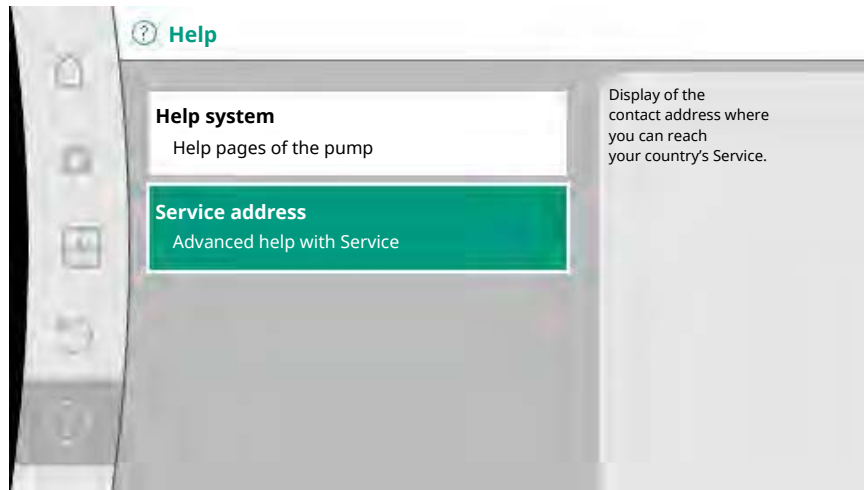 Help
Help system
Help pages of the pump
Service address
Advanced help with Service
Display of the
contact address where
you can reach
your country's Service.